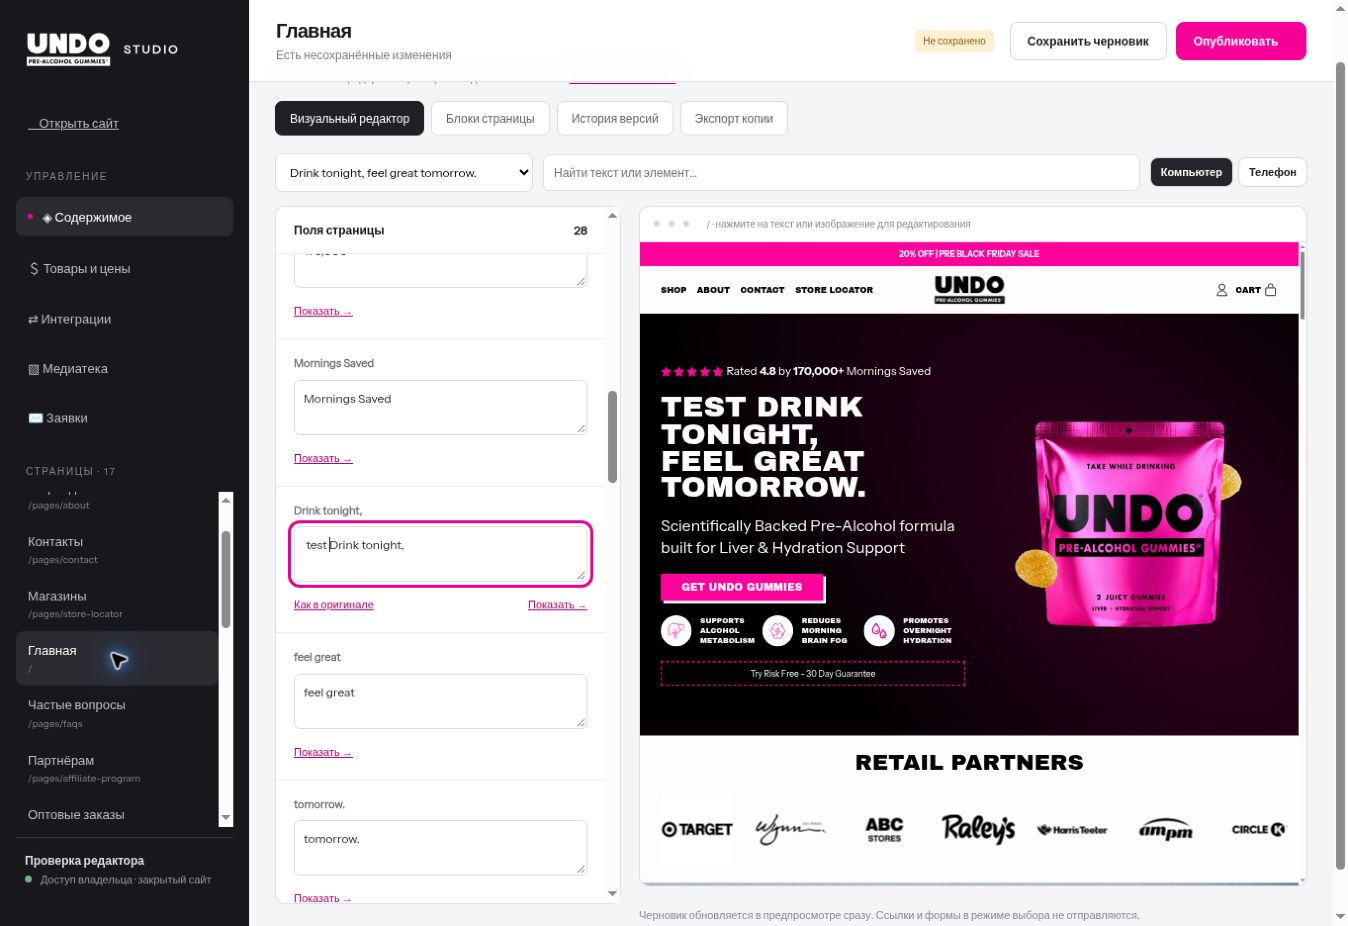 UNDO STUDIO
PRE-ALCOHOL GUMMIES
Открыть сайт
УПРАВЛЕНИЕ
Содержимое
$ Товары и цены
⇄ Интеграции
Медиатека
Заявки
СТРАНИЦЫ · 17
/pages/about
Контакты
/pages/contact
Магазины
/pages/store-locator
Главная
/
Частые вопросы
/pages/faqs
Партнёрам
/pages/affiliate-program
Оптовые заказы
Проверка редактора
Доступ владельца · закрытый сайт
Главная
Есть несохранённые изменения
Не сохранено
Сохранить черновик
Опубликовать
Визуальный редактор
Блоки страницы
История версий
Экспорт копии
Drink tonight, feel great tomorrow.
Найти текст или элемент...
Компьютер
Телефон
Поля страницы
28
Показать →
Mornings Saved
Mornings Saved
Показать →
Drink tonight,
test Drink tonight,
Как в оригинале
Показать →
feel great
feel great
Показать →
tomorrow.
tomorrow.
Показать →
/ · нажмите на текст или изображение для редактирования
20% OFF | PRE BLACK FRIDAY SALE
SHOP ABOUT CONTACT STORE LOCATOR
UNDO
PRE-ALCOHOL GUMMIES
CART
Rated 4.8 by 170,000+ Mornings Saved
TEST DRINK
TONIGHT,
FEEL GREAT
TOMORROW.
Scientifically Backed Pre-Alcohol formula
built for Liver & Hydration Support
GET UNDO GUMMIES
SUPPORTS
ALCOHOL
METABOLISM
REDUCES
MORNING
BRAIN FOG
PROMOTES
OVERNIGHT
HYDRATION
Try Risk Free - 30 Day Guarantee
TAKE WHILE DRINKING
UNDO
PRE-ALCOHOL GUMMIES
2 JUICY GUMMIES
LIVER + HYDRATION SUPPORT
RETAIL PARTNERS
TARGET
Wynn
ABC
STORES
Raley's
Harris Teeter
ampm
CIRCLE K
Черновик обновляется в предпросмотре сразу. Ссылки и формы в режиме выбора не отправляются.